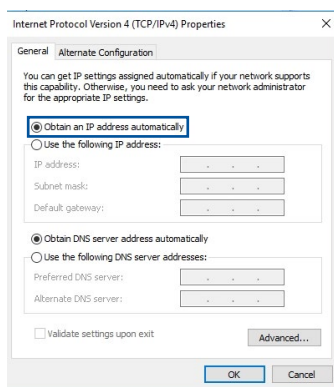 Internet Protocol Version 4 (TCP/IPv4) Properties
General Alternate Configuration
You can get IP settings assigned automatically if your network supports
this capability. Otherwise, you need to ask your network administrator
for the appropriate IP settings.
Obtain an IP address automatically
Use the following IP address:
IP address:
Subnet mask:
Default gateway:
Obtain DNS server address automatically
Use the following DNS server addresses:
Preferred DNS server:
Alternate DNS server:
Validate settings upon exit
Advanced...
OK Cancel